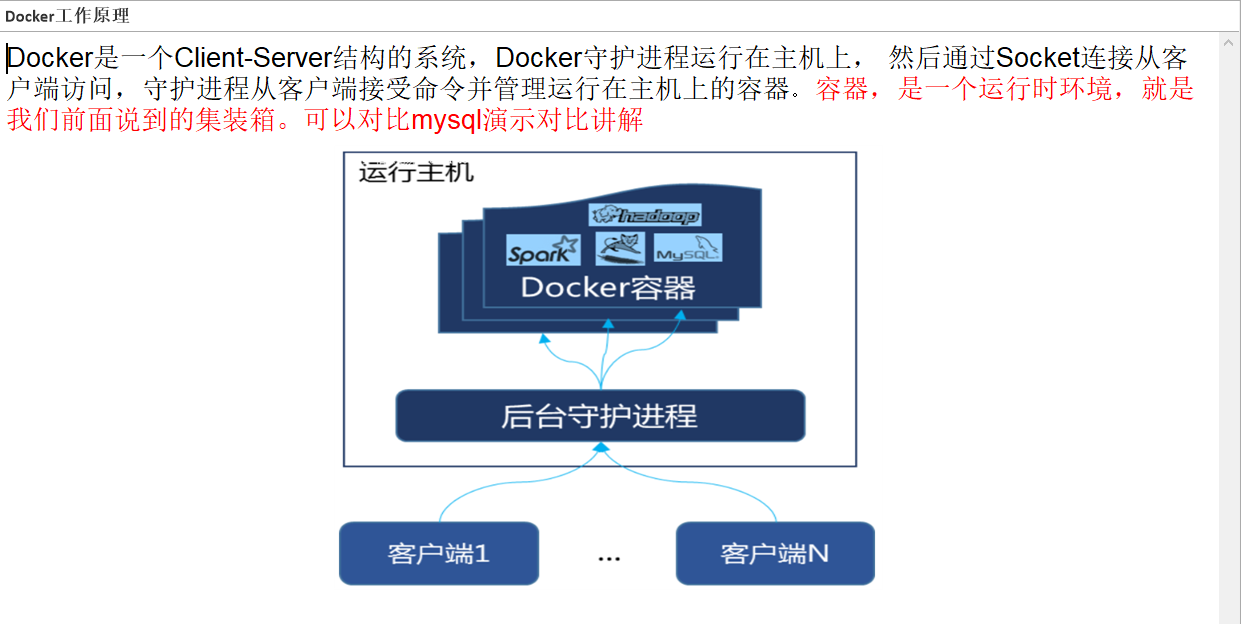 Docker工作原理
Docker是一个Client-Server结构的系统，Docker守护进程运行在主机上， 然后通过Socket连接从客
户端访问，守护进程从客户端接受命令并管理运行在主机上的容器。容器，是一个运行时环境，就是
我们前面说到的集装箱。可以对比mysql演示对比讲解
运行主机
hadoop
Spark MySQL
Docker容器
后台守护进程
客户端1 ... 客户端N